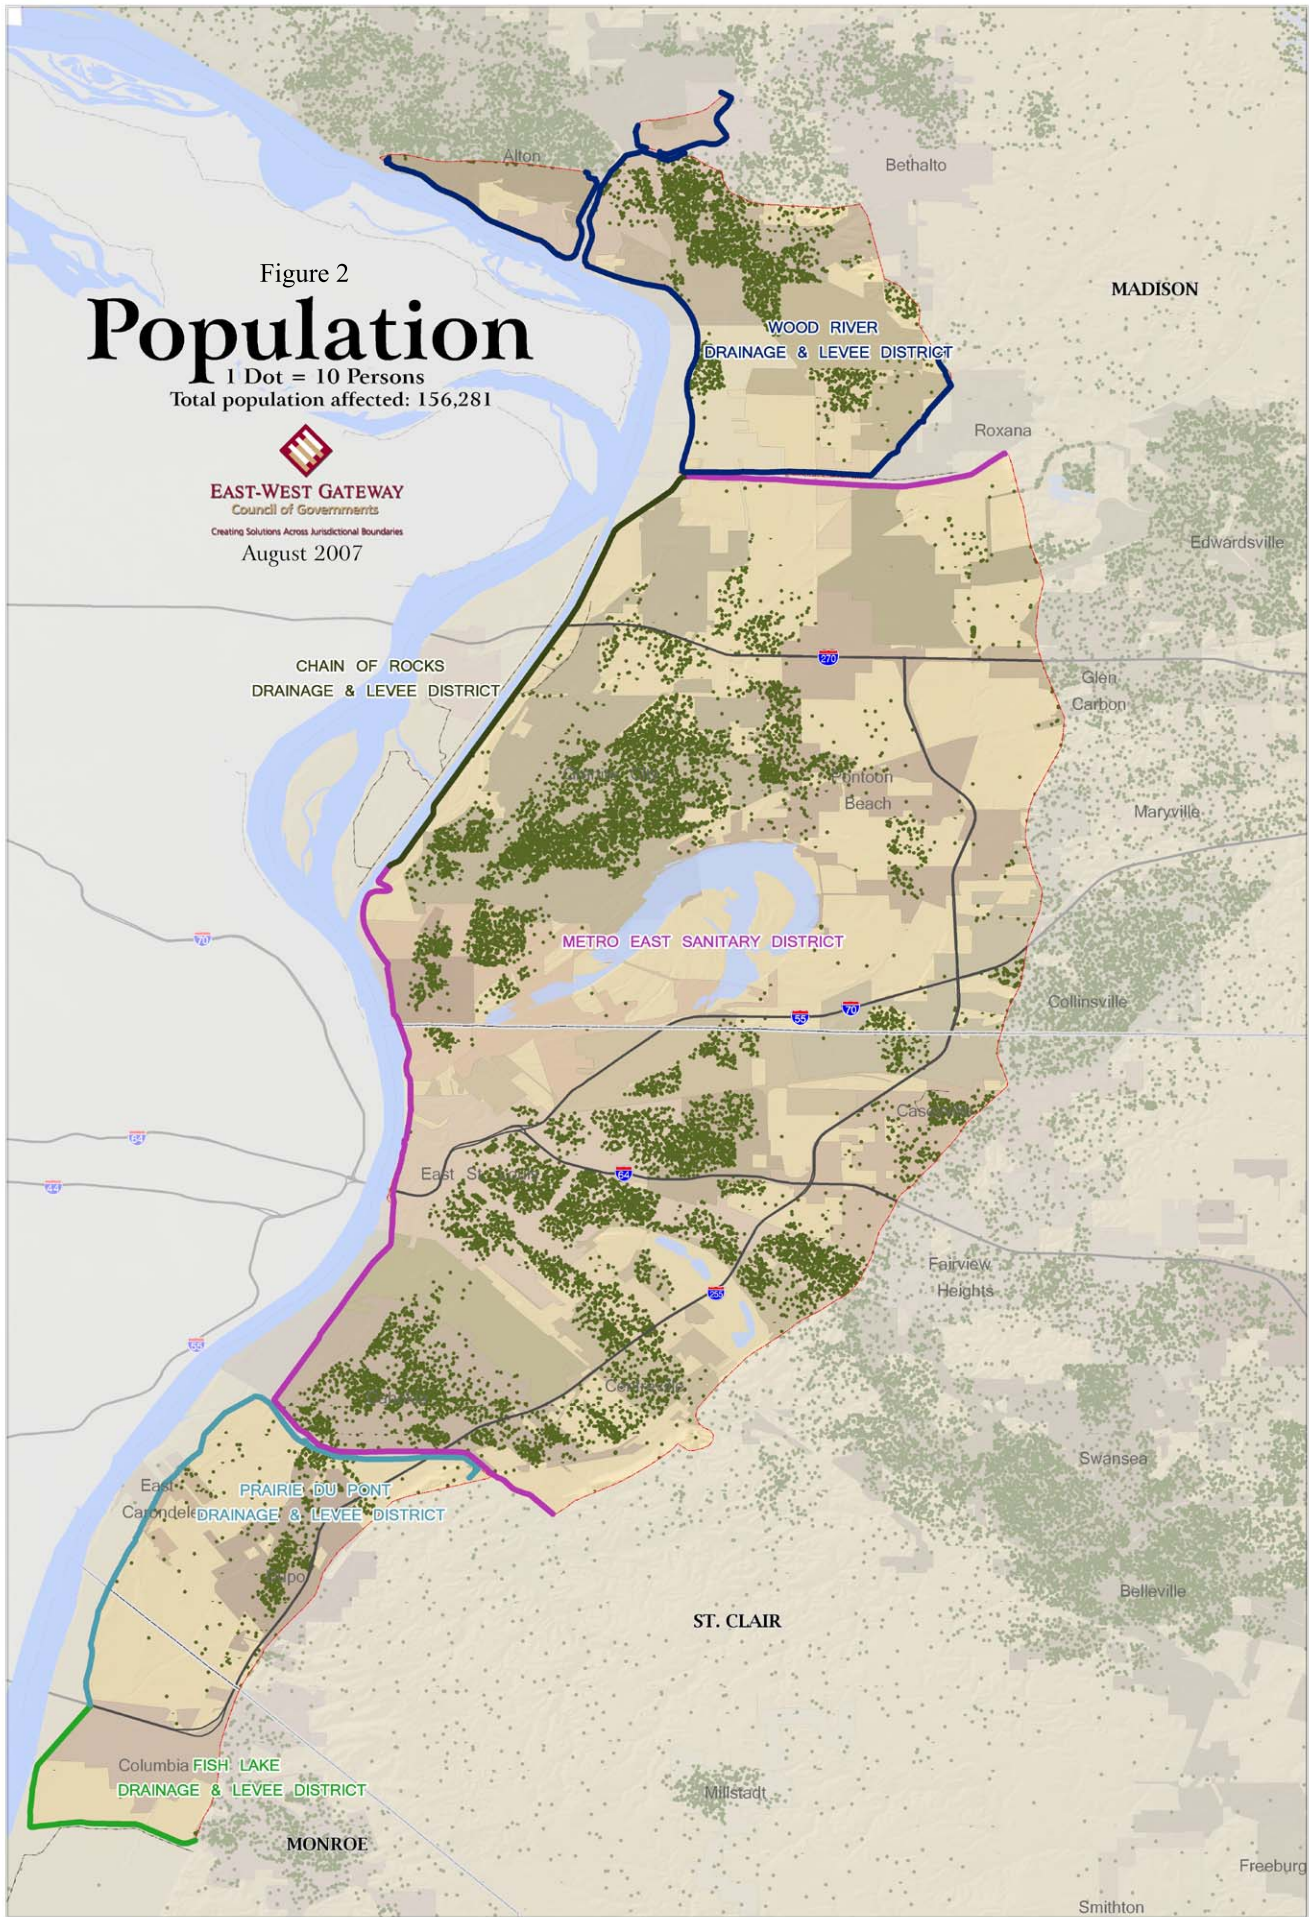 Figure 2
Population
1 Dot = 10 Persons
Total population affected: 156,281
EAST-WEST GATEWAY
Council of Governments
Creating Solutions Across Jurisdictional Boundaries
August 2007
Alton
Bethalto
MADISON
WOOD RIVER
DRAINAGE & LEVEE DISTRICT
Roxana
Edwardsville
CHAIN OF ROCKS
DRAINAGE & LEVEE DISTRICT
270
Glen
Carbon
Pontoon
Beach
Maryville
70
METRO EAST SANITARY DISTRICT
Collinsville
55
70
64
44
East St.
64
Fairview
Heights
255
55
Swansea
East
Carondelet
PRAIRIE DU PONT
DRAINAGE & LEVEE DISTRICT
Belleville
ST. CLAIR
Columbia
FISH LAKE
DRAINAGE & LEVEE DISTRICT
Millstadt
MONROE
Freeburg
Smithton